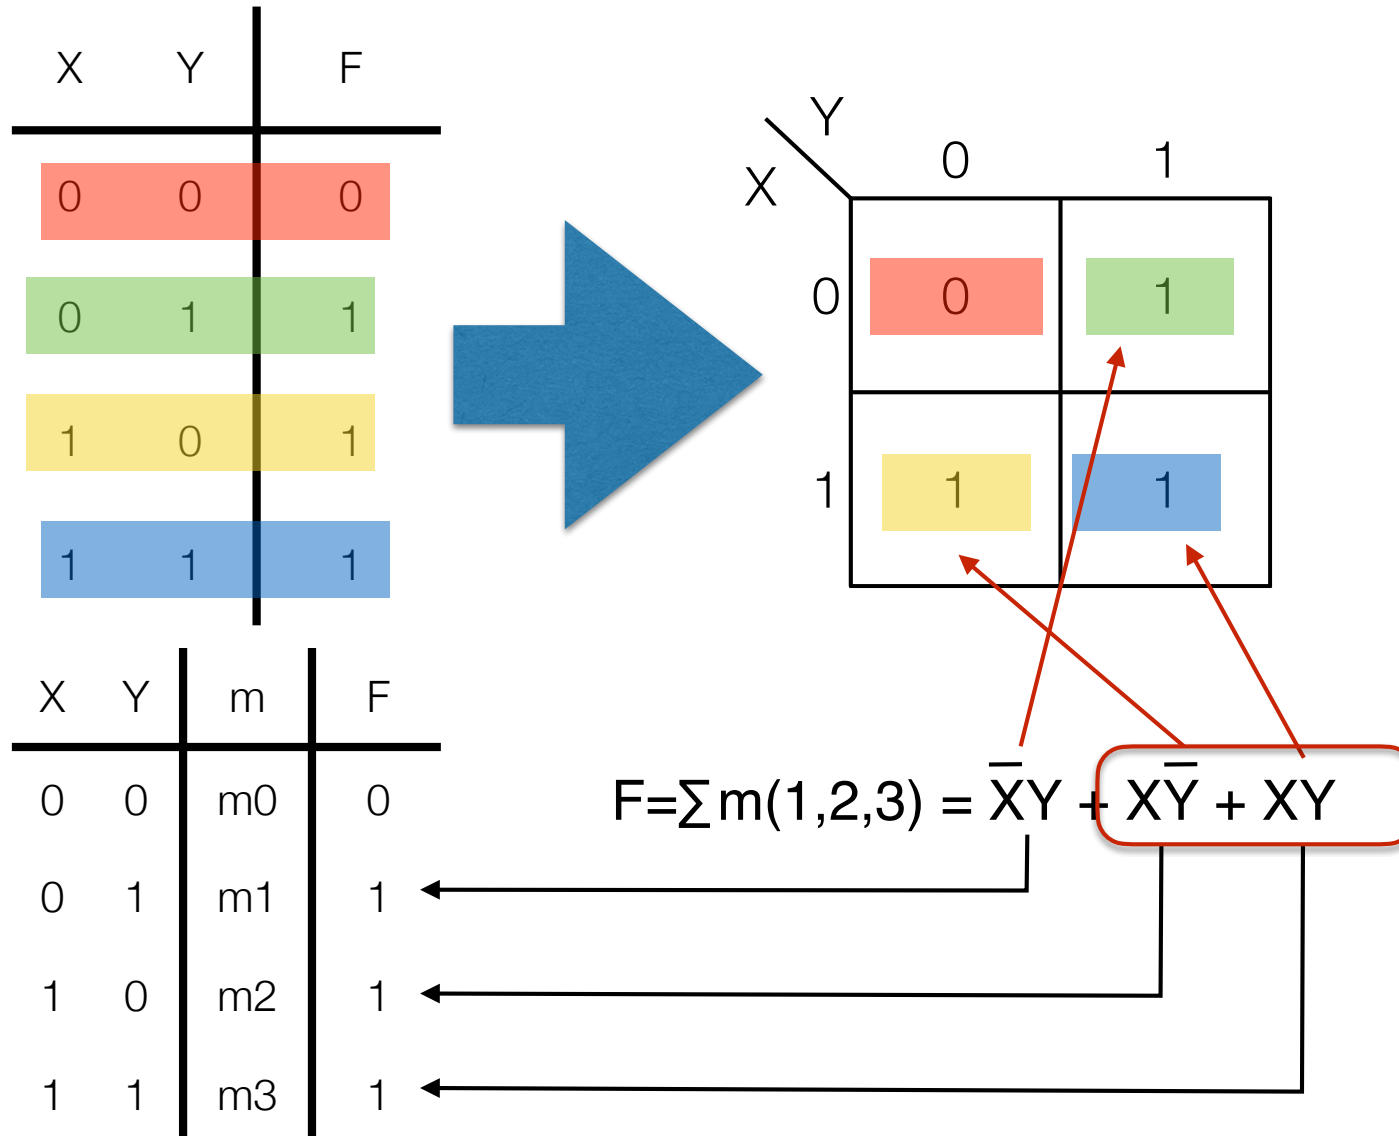 X Y F
0 0 0
0 1 1
1 0 1
1 1 1
Y
X
0 1
0 0 1
1 1 1
X Y m F
0 0 m0 0
0 1 m1 1
1 0 m2 1
1 1 m3 1
F=∑m(1,2,3) = X̅Y + XY̅ + XY